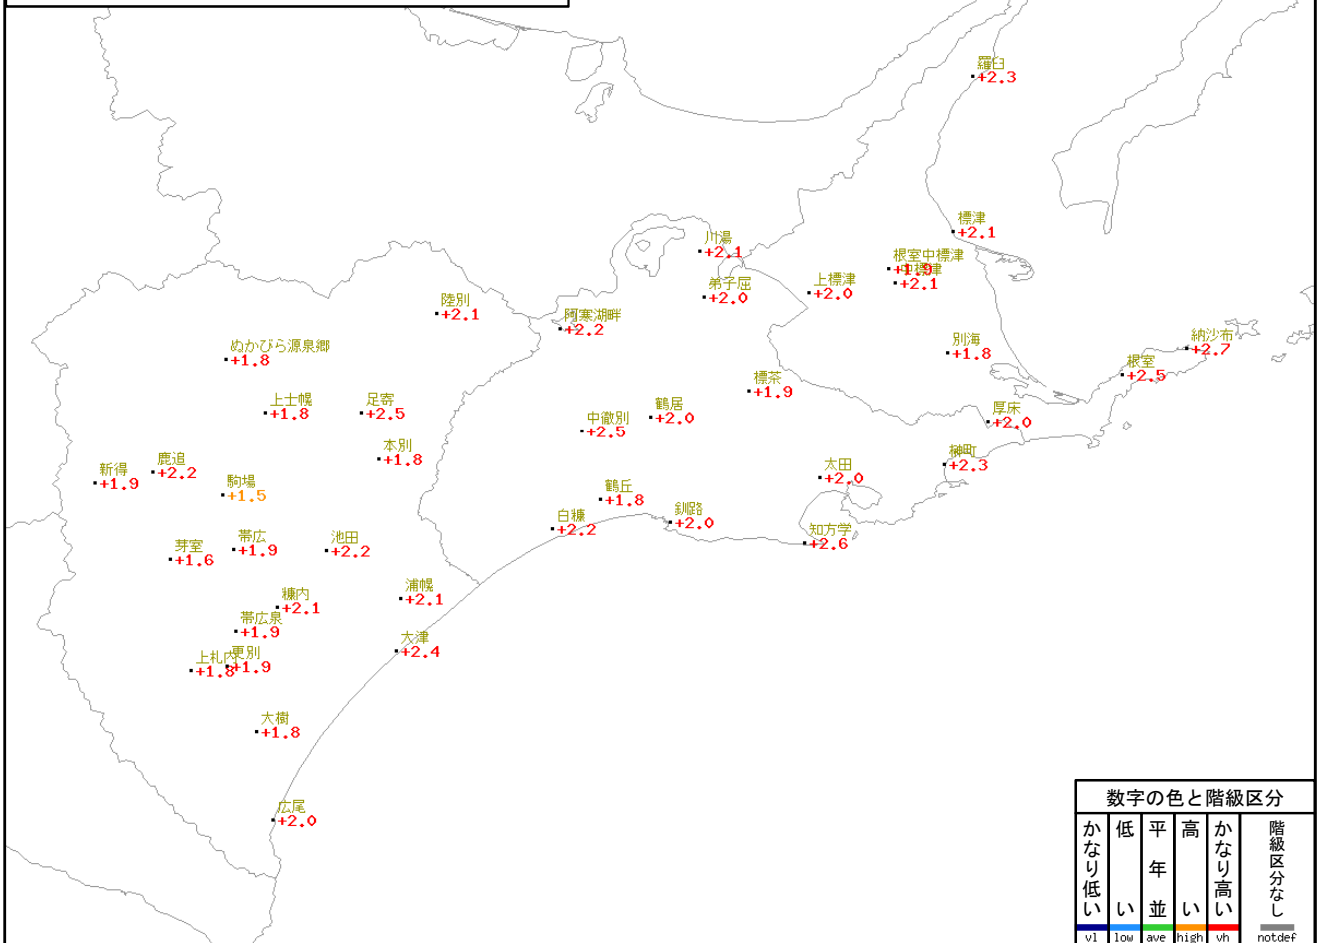 羅臼
+2.3
標津
+2.1
川湯
+2.1
根室中標津
+1.9
中標津
+2.1
上標津
+2.0
弟子屈
+2.0
陸別
+2.1
阿寒湖畔
+2.2
納沙布
+2.7
ぬかびら源泉郷
+1.8
別海
+1.8
根室
+2.5
標茶
+1.9
上士幌
+1.8
足寄
+2.5
鶴居
+2.0
厚床
+2.0
中徹別
+2.5
本別
+1.8
榊町
+2.3
鹿追
+2.2
新得
+1.9
太田
+2.0
駒場
+1.5
鶴丘
+1.8
白糠
+2.2
釧路
+2.0
知方学
+2.6
帯広
+1.9
池田
+2.2
芽室
+1.6
浦幌
+2.1
糠内
+2.1
帯広泉
+1.9
大津
+2.4
更別
+1.9
上札内
+1.8
大樹
+1.8
広尾
+2.0
数字の色と階級区分
かなり低い
低い
平年並
高い
かなり高い
階級区分なし
vl
low
ave
high
vh
notdef